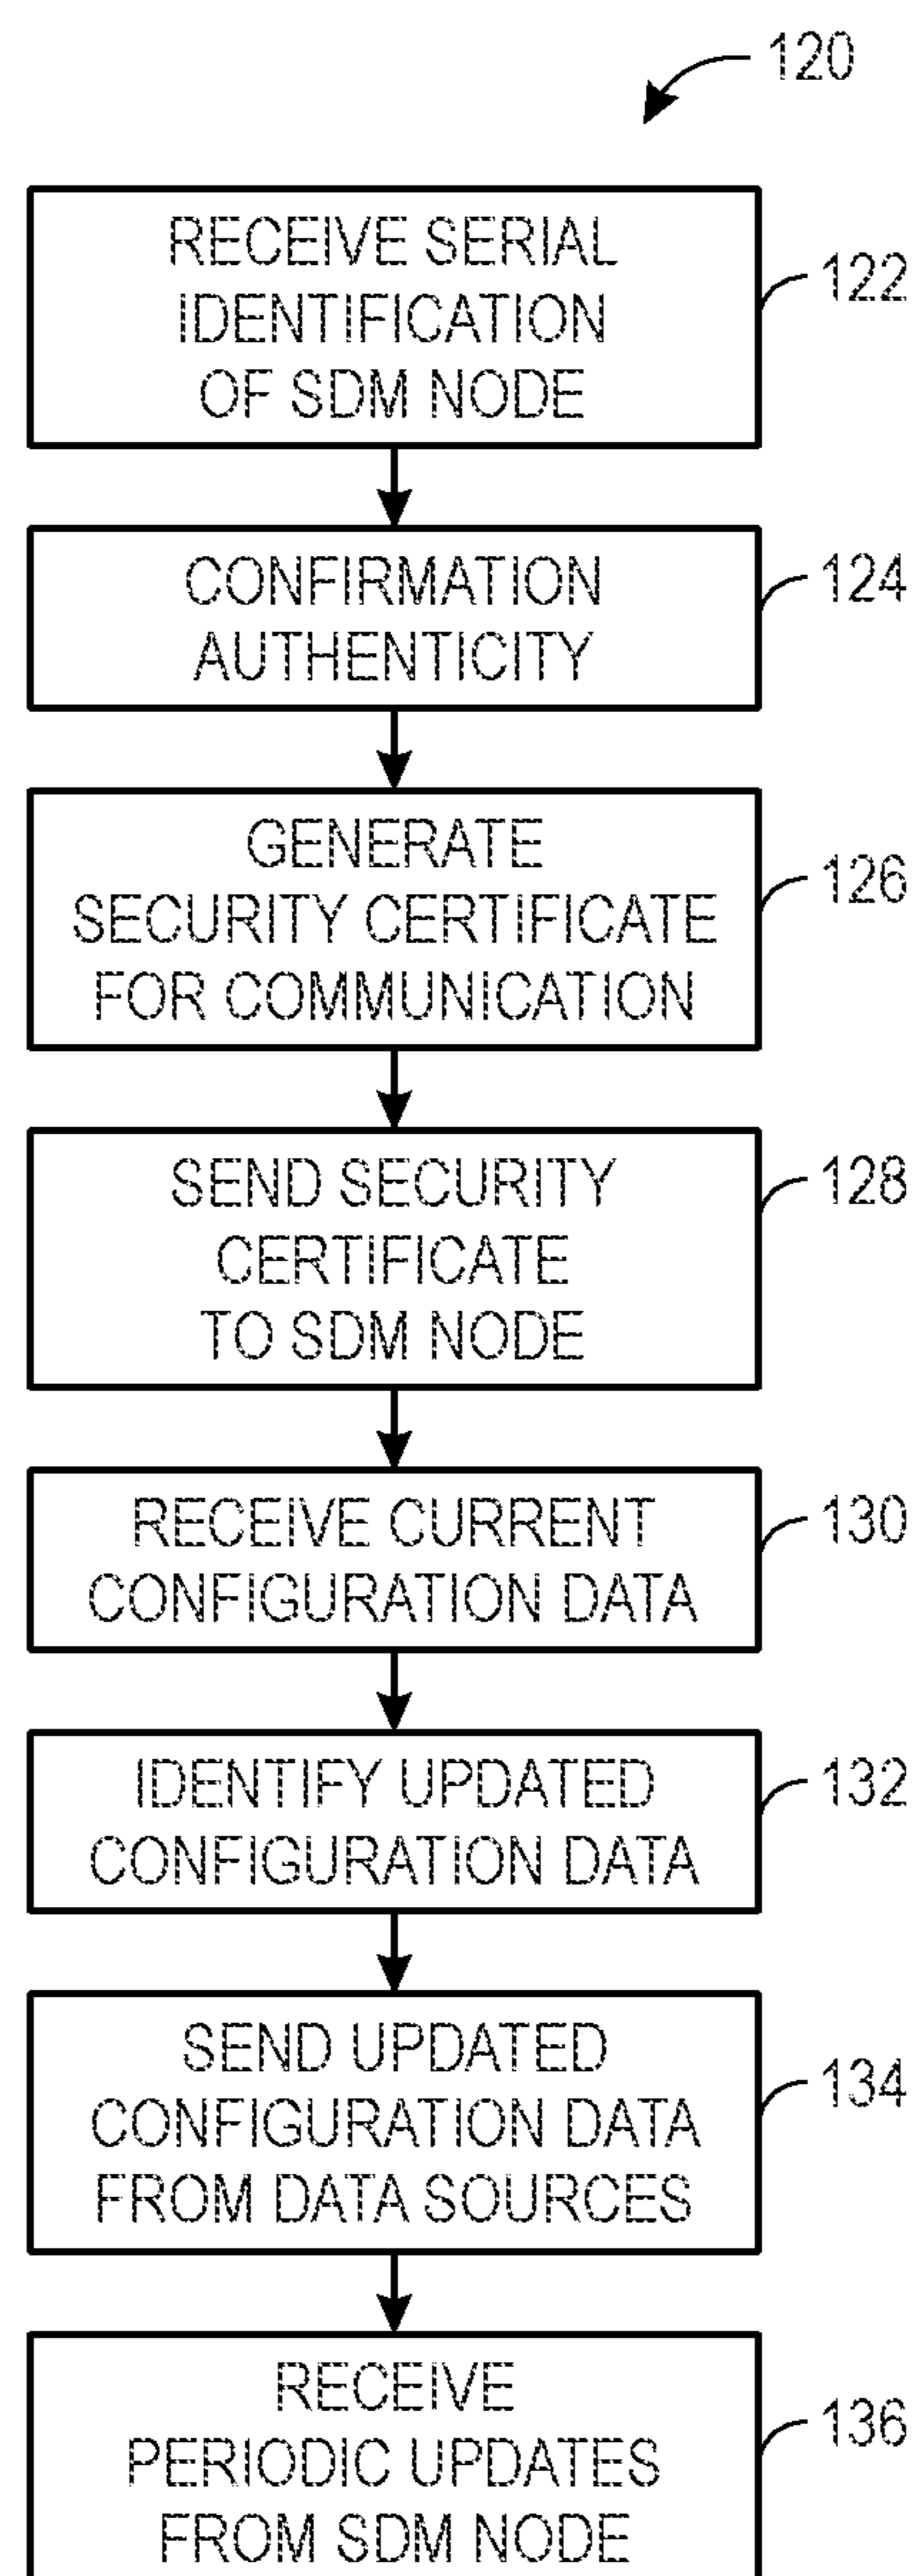 120
RECEIVE SERIAL
IDENTIFICATION
OF SDM NODE
122
CONFIRMATION
AUTHENTICITY
124
GENERATE
SECURITY CERTIFICATE
FOR COMMUNICATION
126
SEND SECURITY
CERTIFICATE
TO SDM NODE
128
RECEIVE CURRENT
CONFIGURATION DATA
130
IDENTIFY UPDATED
CONFIGURATION DATA
132
SEND UPDATED
CONFIGURATION DATA
FROM DATA SOURCES
134
RECEIVE
PERIODIC UPDATES
FROM SDM NODE
136